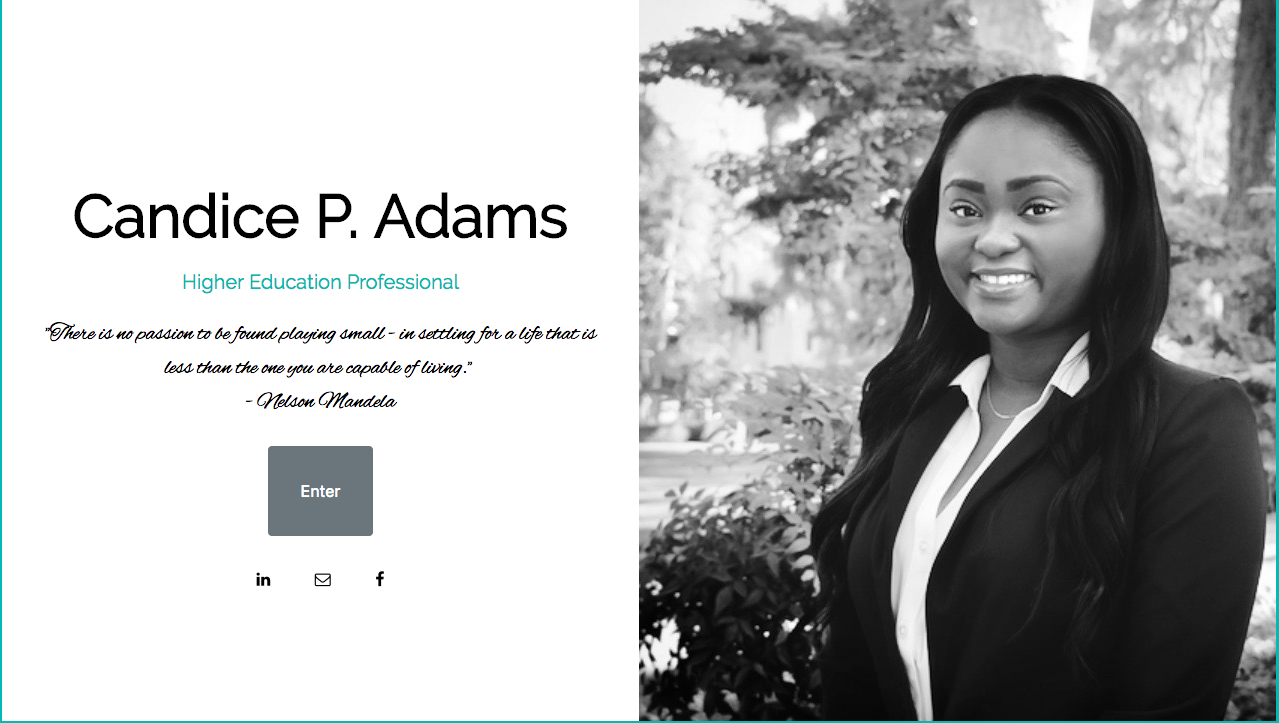 Candice P. Adams
Higher Education Professional
"There is no passion to be found playing small - in settling for a life that is
less than the one you are capable of living."
- Nelson Mandela
Enter
in
f